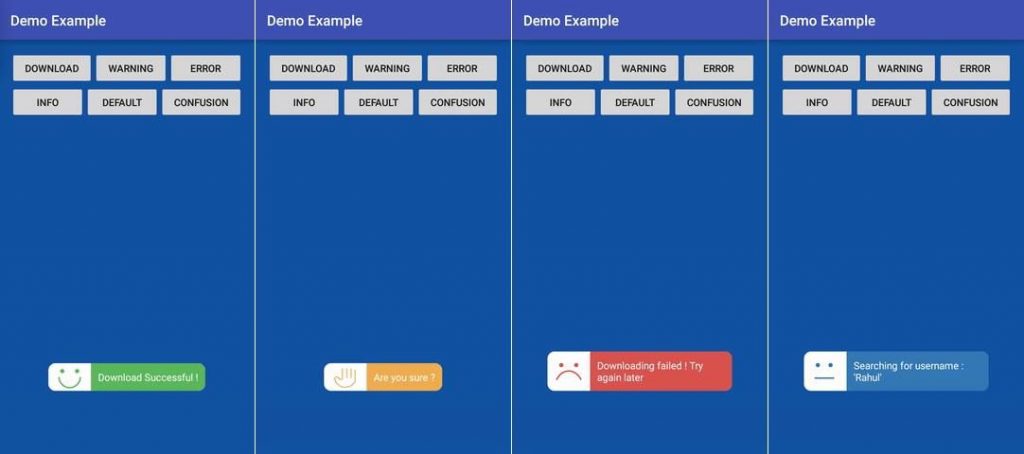 Demo Example
DOWNLOAD WARNING ERROR
INFO DEFAULT CONFUSION
Download Successful !
Demo Example
DOWNLOAD WARNING ERROR
INFO DEFAULT CONFUSION
Are you sure ?
Demo Example
DOWNLOAD WARNING ERROR
INFO DEFAULT CONFUSION
Downloading failed ! Try
again later
Demo Example
DOWNLOAD WARNING ERROR
INFO DEFAULT CONFUSION
Searching for username :
'Rahul'